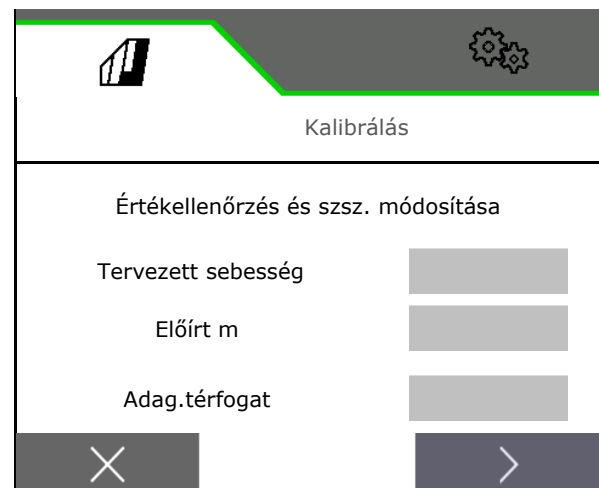 Kalibrálás
Értékellenőrzés és szsz. módosítása
Tervezett sebesség
Előírt m
Adag.térfogat